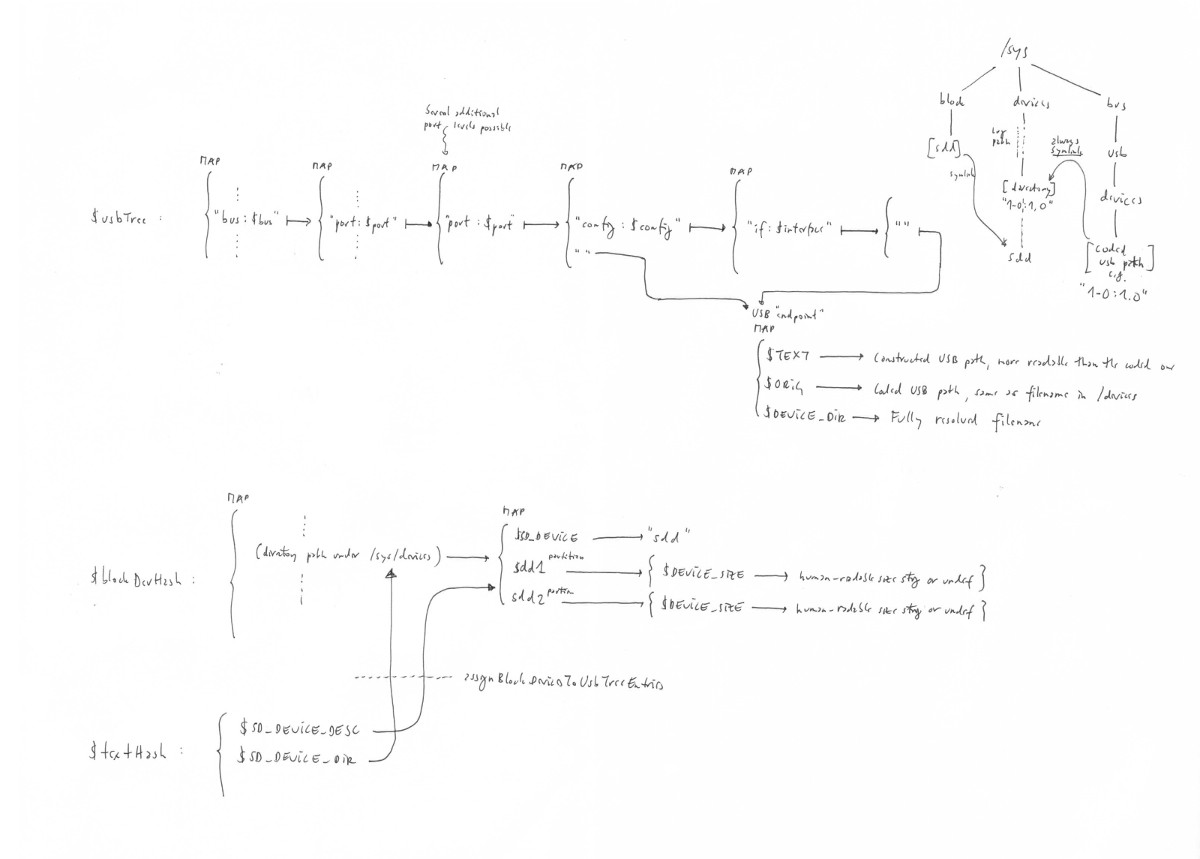 /sys
block devices bus
Several additional
port levels possible
long
path
always
symlinks
[sdd]
usb
symlink
[directory]
"1-0:1.0"
devices
sdd
[coded
usb path]
e.g.
"1-0:1.0"
MAP MAP MAP MAP MAP
$usbTree : "bus:$bus" "port:$port" "port:$port" "config:$config" "if:$interface" ""
""
USB "endpoint"
MAP
$TEXT Constructed USB path, more readable than the coded one
$ORIG Coded USB path, same as filename in /devices
$DEVICE_DIR Fully resolved filename
MAP
MAP
$SD_DEVICE "sdd"
(directory path under /sys/devices)
$blockDevHash : sdd1 partition { $DEVICE_SIZE human-readable size string or undef }
sdd2 partition { $DEVICE_SIZE human-readable size string or undef }
assignBlockDevicesToUsbTreeEntries
$SD_DEVICE_DESC
$txtHash : $SD_DEVICE_DIR